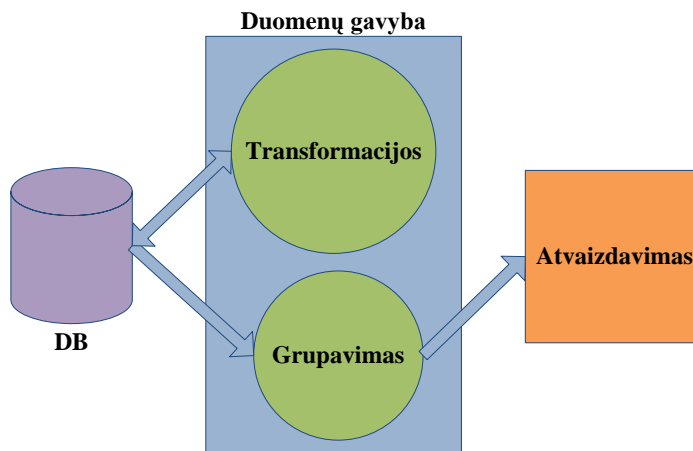 Duomenų gavyba
Transformacijos
Atvaizdavimas
DB
Grupavimas